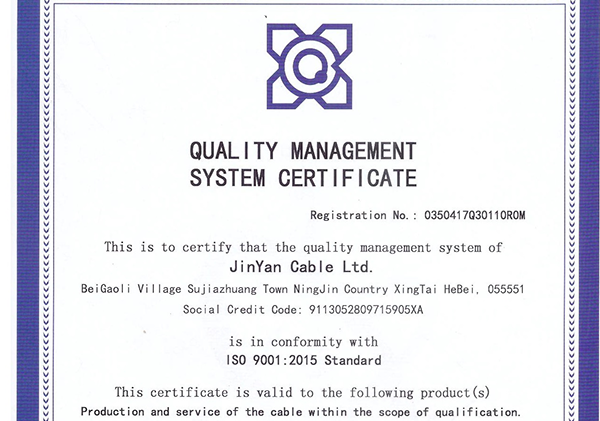 QUALITY MANAGEMENT
SYSTEM CERTIFICATE
Registration No.: 0350417Q30110R0M
This is to certify that the quality management system of
JinYan Cable Ltd.
BeiGaoli Village Sujiazhuang Town NingJin Country XingTai HeBei, 055551
Social Credit Code: 9113052809715905XA
is in conformity with
ISO 9001:2015 Standard
This certificate is valid to the following product(s)
Production and service of the cable within the scope of qualification.